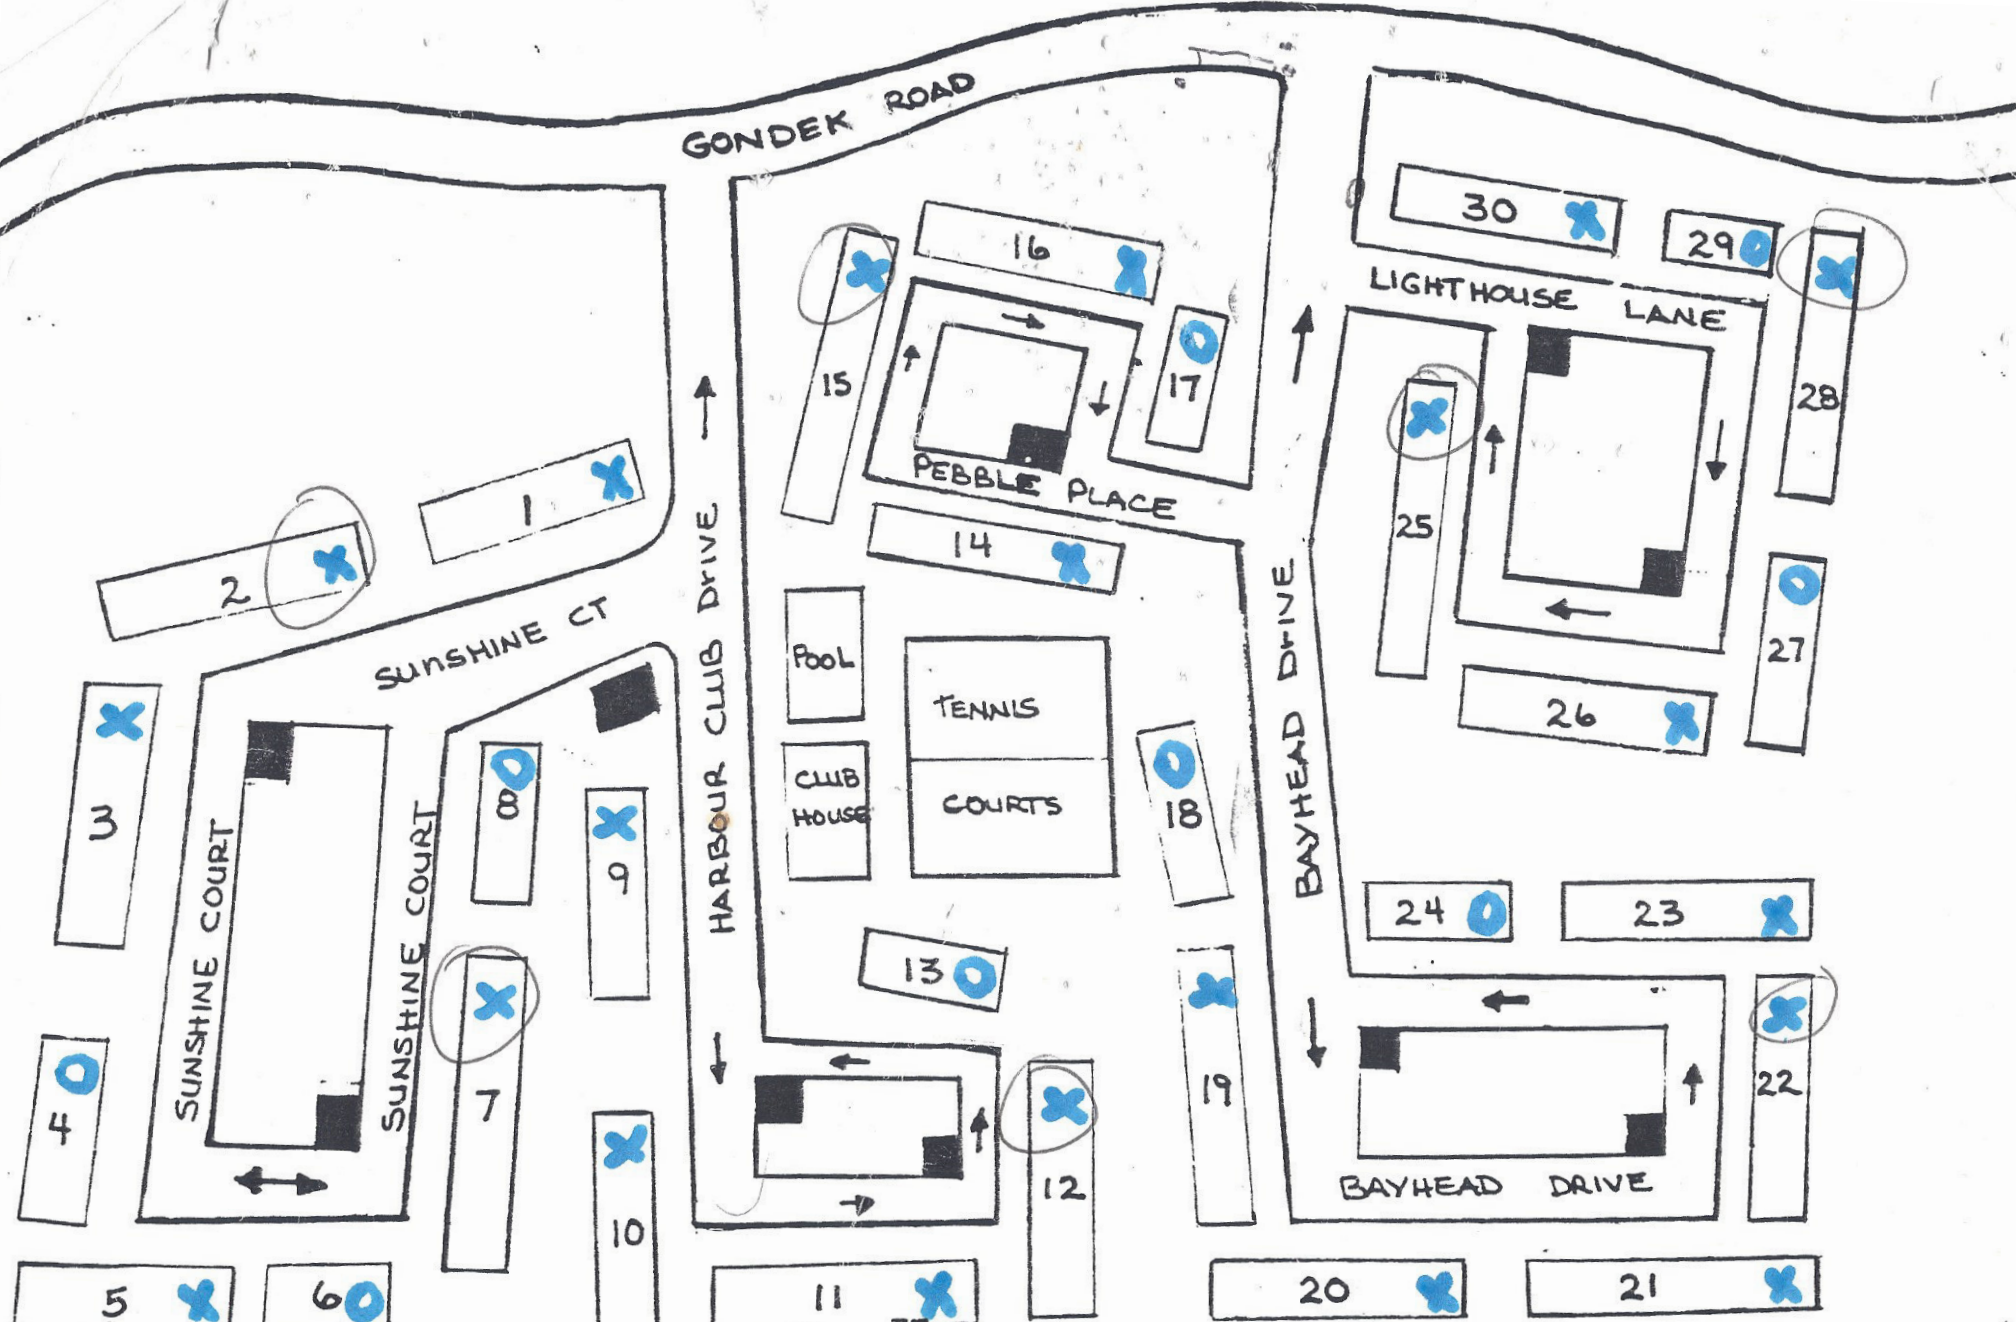 GONDEK ROAD
30
29
16
LIGHTHOUSE LANE
15
17
28
1
25
PEBBLE PLACE
14
2
SUNSHINE CT
HARBOUR CLUB DrIVE
POOL
TENNIS
COURTS
CLUB
HOUSE
BAYHEAD DrIVE
27
26
3
8
9
18
24
23
SUNSHINE COURT
SUNSHINE COURT
13
4
7
19
22
12
10
BAYHEAD DRIVE
5
6
11
20
21